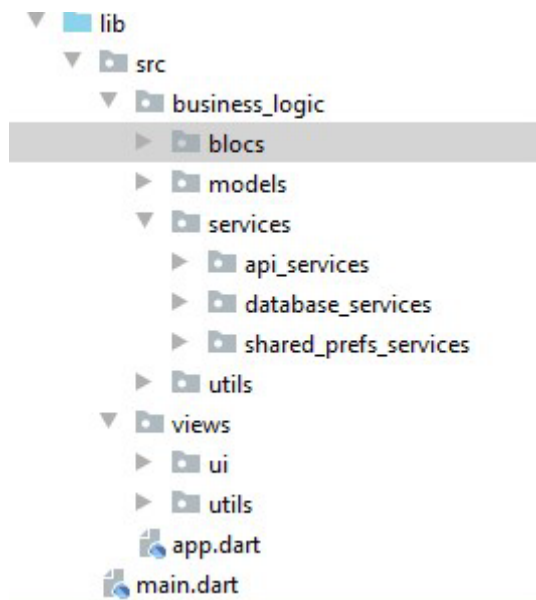 lib
src
business_logic
blocs
models
services
api_services
database_services
shared_prefs_services
utils
views
ui
utils
app.dart
main.dart